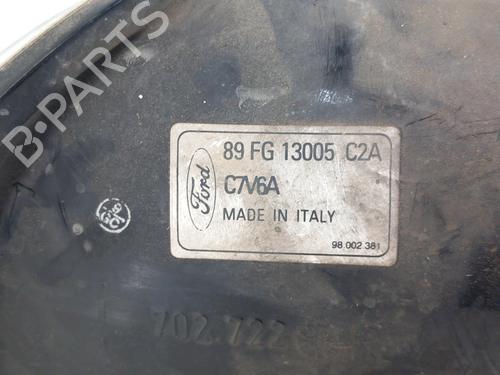 B-PARTS
89 FG 13005 C2A
Ford
C7V6A
MADE IN ITALY
98 002 381
702.722